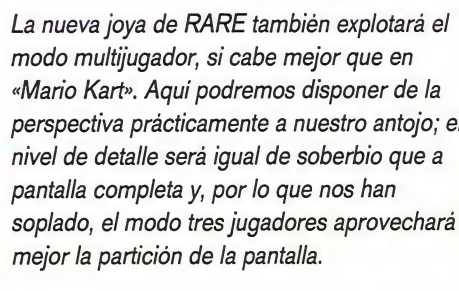 La nueva joya de RARE también explotará el
modo multijugador, si cabe mejor que en
«Mario Kart». Aquí podremos disponer de la
perspectiva prácticamente a nuestro antojo; e
nivel de detalle será igual de soberbio que a
pantalla completa y, por lo que nos han
soplado, el modo tres jugadores aprovechará
mejor la partición de la pantalla.